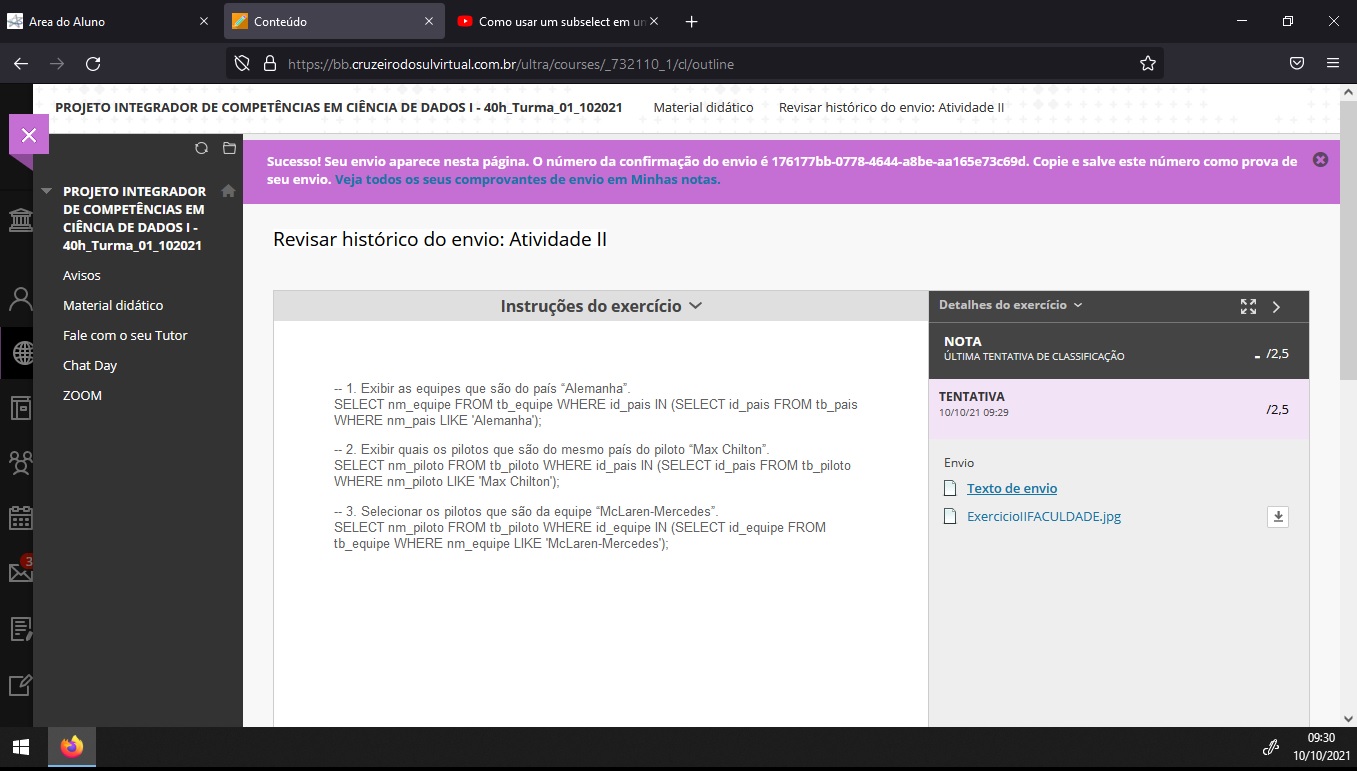 Area do Aluno
Conteúdo
Como usar um subselect em un
https://bb.cruzeirodosulvirtual.com.br/ultra/courses/_732110_1/cl/outline
PROJETO INTEGRADOR DE COMPETÊNCIAS EM CIÊNCIA DE DADOS I - 40h_Turma_01_102021
Material didático
Revisar histórico do envio: Atividade II
PROJETO INTEGRADOR
DE COMPETÊNCIAS EM
CIÊNCIA DE DADOS I -
40h_Turma_01_102021
Avisos
Material didático
Fale com o seu Tutor
Chat Day
ZOOM
3
Sucesso! Seu envio aparece nesta página. O número da confirmação do envio é 176177bb-0778-4644-a8be-aa165e73c69d. Copie e salve este número como prova de
seu envio. Veja todos os seus comprovantes de envio em Minhas notas.
Revisar histórico do envio: Atividade II
Instruções do exercício
-- 1. Exibir as equipes que são do país “Alemanha”.
SELECT nm_equipe FROM tb_equipe WHERE id_pais IN (SELECT id_pais FROM tb_pais
WHERE nm_pais LIKE 'Alemanha');
-- 2. Exibir quais os pilotos que são do mesmo país do piloto “Max Chilton”.
SELECT nm_piloto FROM tb_piloto WHERE id_pais IN (SELECT id_pais FROM tb_piloto
WHERE nm_piloto LIKE 'Max Chilton');
-- 3. Selecionar os pilotos que são da equipe “McLaren-Mercedes”.
SELECT nm_piloto FROM tb_piloto WHERE id_equipe IN (SELECT id_equipe FROM
tb_equipe WHERE nm_equipe LIKE 'McLaren-Mercedes');
Detalhes do exercício
NOTA
ÚLTIMA TENTATIVA DE CLASSIFICAÇÃO
- /2,5
TENTATIVA
10/10/21 09:29
/2,5
Envio
Texto de envio
ExercicioIIFACULDADE.jpg
09:30
10/10/2021